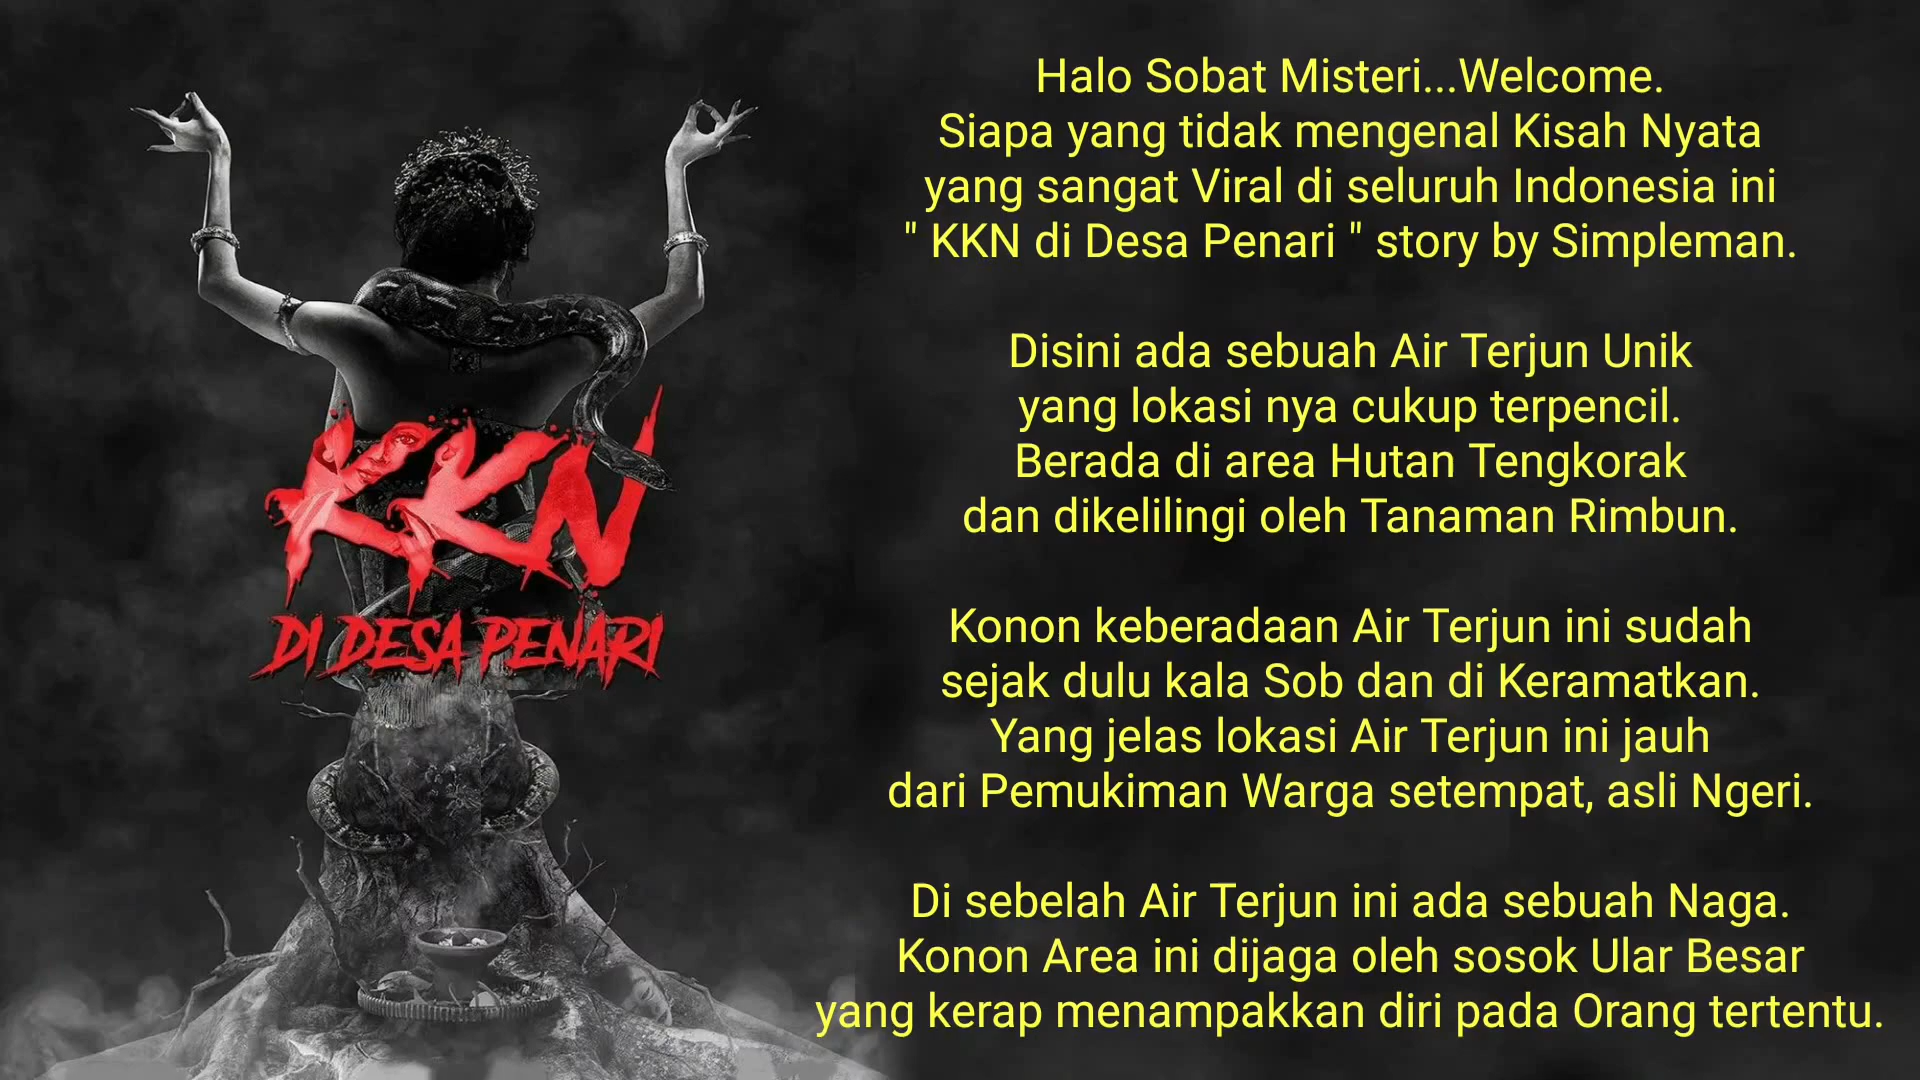 KKN
DI DESA PENARI
Halo Sobat Misteri...Welcome.
Siapa yang tidak mengenal Kisah Nyata
yang sangat Viral di seluruh Indonesia ini
" KKN di Desa Penari " story by Simpleman.
Disini ada sebuah Air Terjun Unik
yang lokasi nya cukup terpencil.
Berada di area Hutan Tengkorak
dan dikelilingi oleh Tanaman Rimbun.
Konon keberadaan Air Terjun ini sudah
sejak dulu kala Sob dan di Keramatkan.
Yang jelas lokasi Air Terjun ini jauh
dari Pemukiman Warga setempat, asli Ngeri.
Di sebelah Air Terjun ini ada sebuah Naga.
Konon Area ini dijaga oleh sosok Ular Besar
yang kerap menampakkan diri pada Orang tertentu.